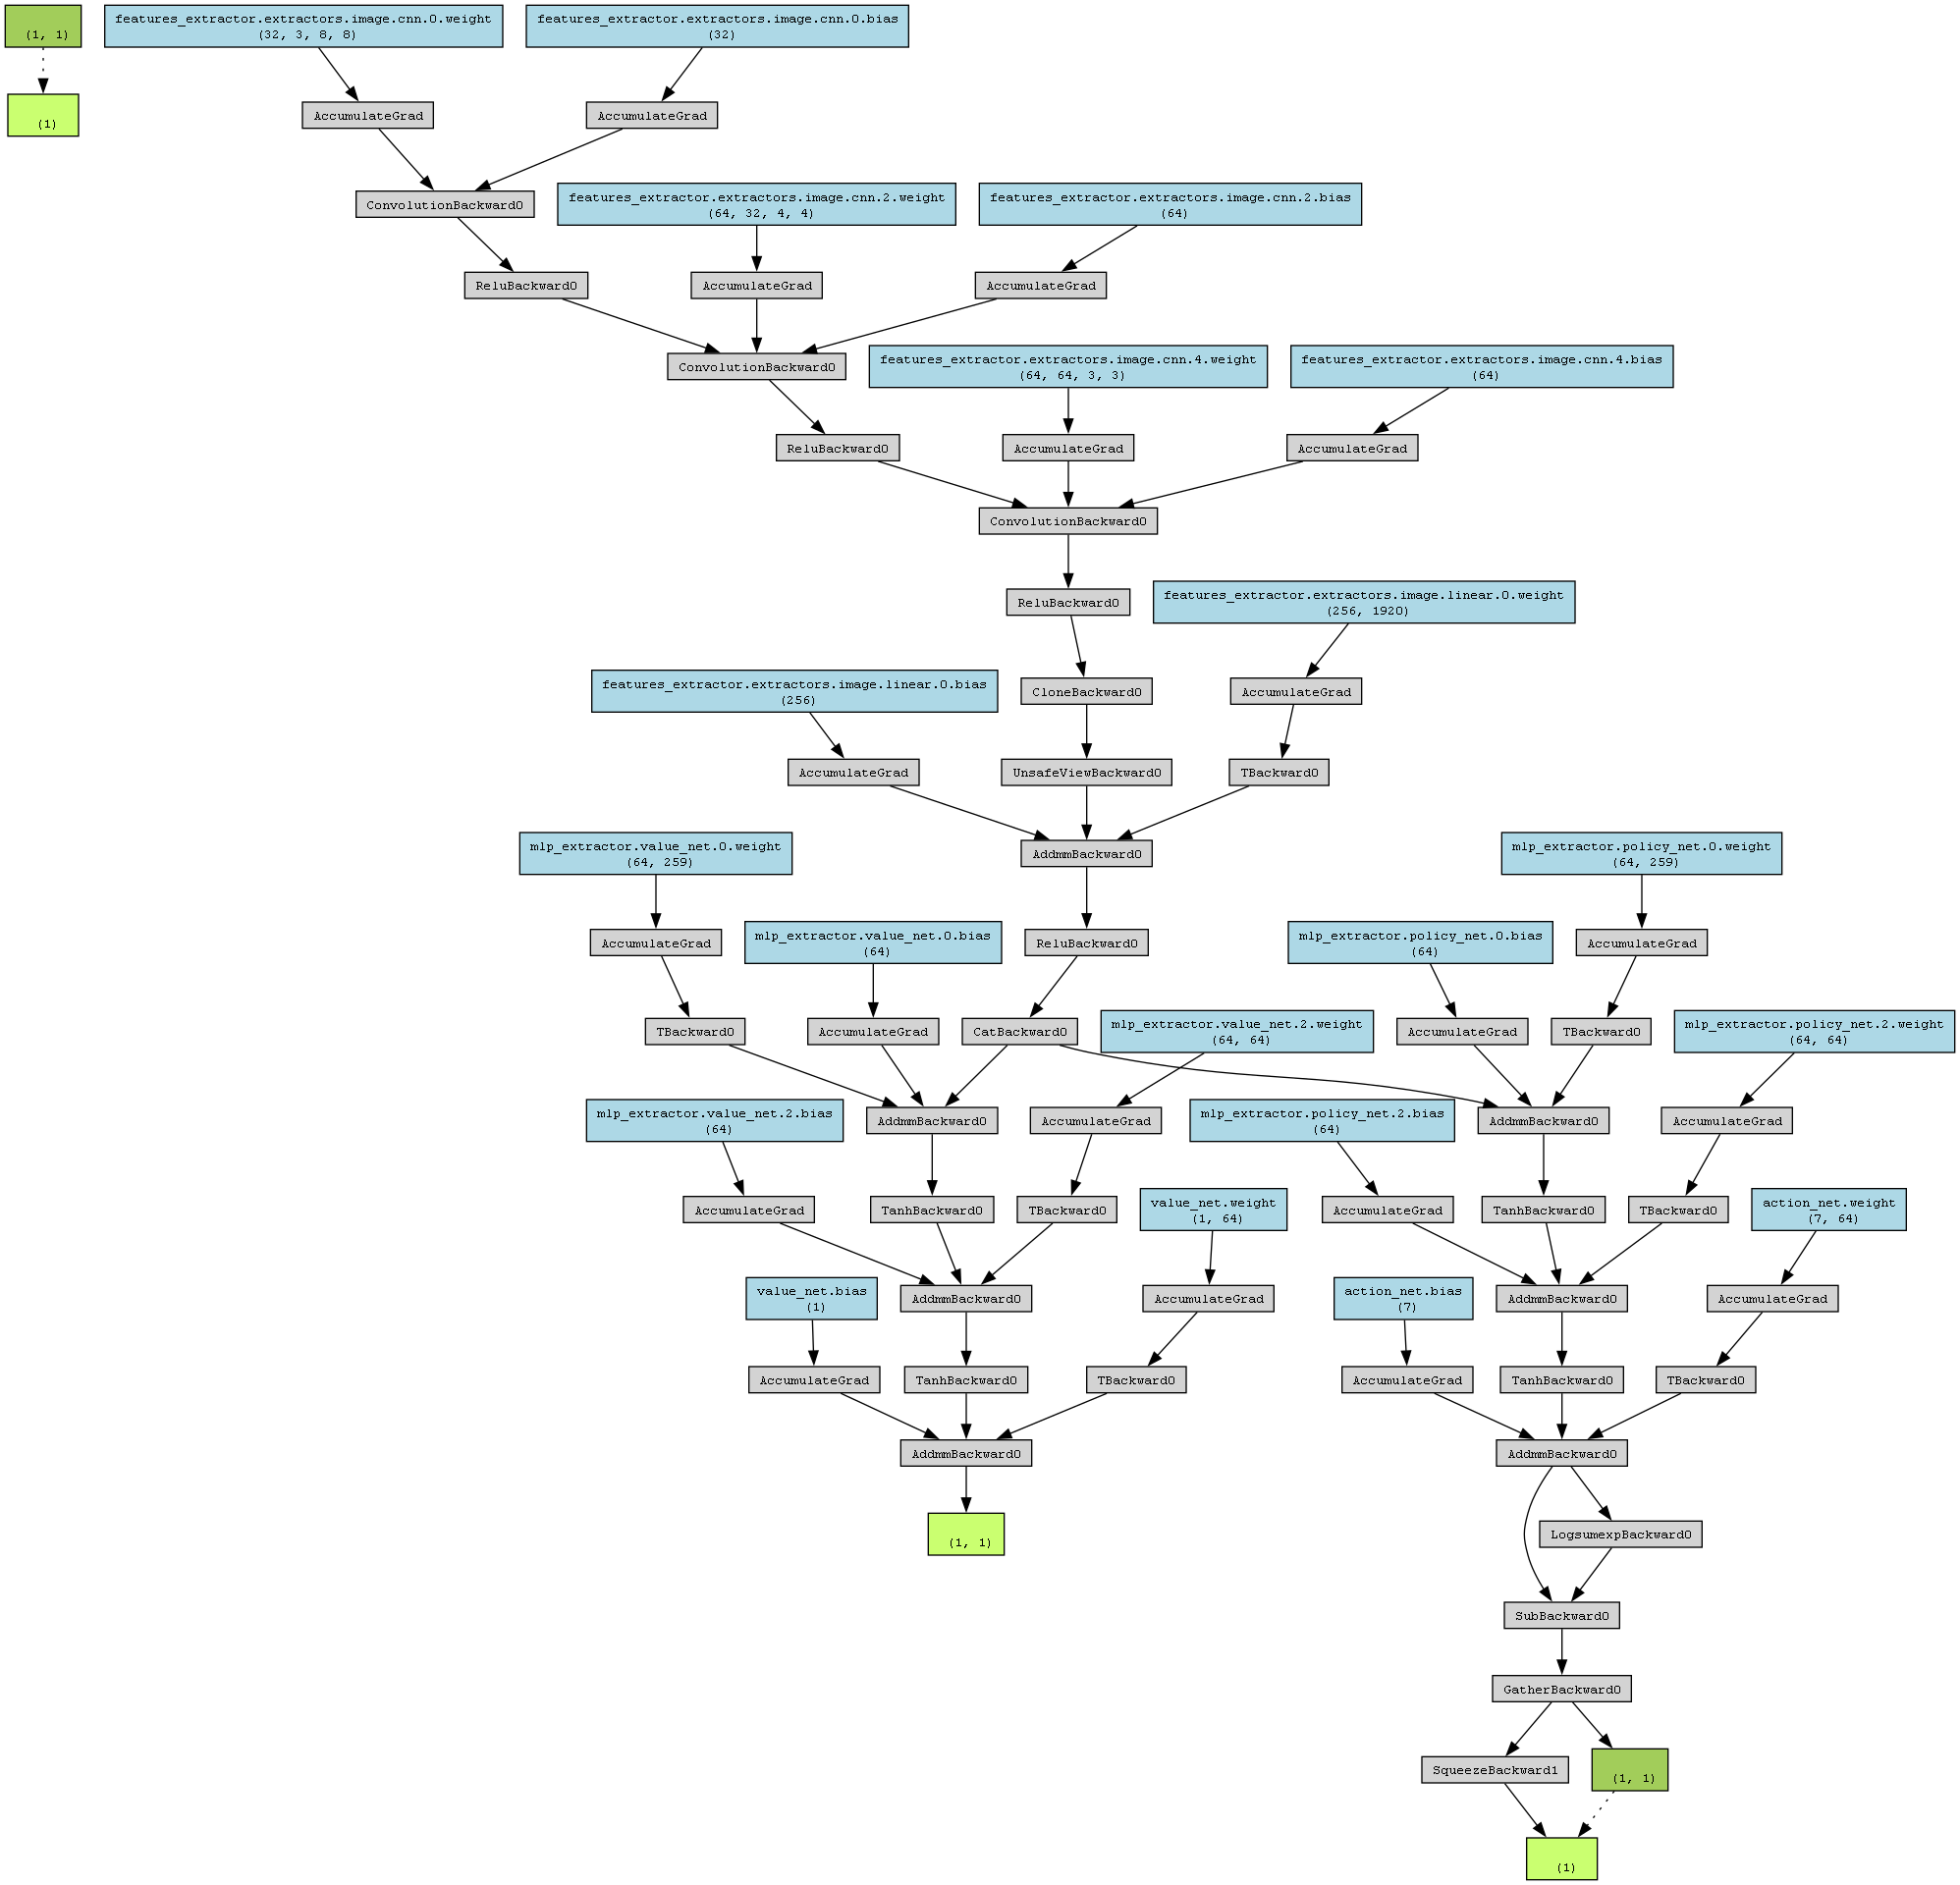 (1, 1)
(1)
features_extractor.extractors.image.cnn.0.weight
(32, 3, 8, 8)
features_extractor.extractors.image.cnn.0.bias
(32)
AccumulateGrad
AccumulateGrad
ConvolutionBackward0
features_extractor.extractors.image.cnn.2.weight
(64, 32, 4, 4)
features_extractor.extractors.image.cnn.2.bias
(64)
ReluBackward0
AccumulateGrad
AccumulateGrad
ConvolutionBackward0
features_extractor.extractors.image.cnn.4.weight
(64, 64, 3, 3)
features_extractor.extractors.image.cnn.4.bias
(64)
ReluBackward0
AccumulateGrad
AccumulateGrad
ConvolutionBackward0
ReluBackward0
features_extractor.extractors.image.linear.0.weight
(256, 1920)
features_extractor.extractors.image.linear.0.bias
(256)
CloneBackward0
AccumulateGrad
AccumulateGrad
UnsafeViewBackward0
TBackward0
mlp_extractor.value_net.0.weight
(64, 259)
AddmmBackward0
mlp_extractor.policy_net.0.weight
(64, 259)
AccumulateGrad
mlp_extractor.value_net.0.bias
(64)
ReluBackward0
mlp_extractor.policy_net.0.bias
(64)
AccumulateGrad
TBackward0
AccumulateGrad
CatBackward0
mlp_extractor.value_net.2.weight
(64, 64)
AccumulateGrad
TBackward0
mlp_extractor.policy_net.2.weight
(64, 64)
mlp_extractor.value_net.2.bias
(64)
AddmmBackward0
AccumulateGrad
mlp_extractor.policy_net.2.bias
(64)
AddmmBackward0
AccumulateGrad
AccumulateGrad
TanhBackward0
TBackward0
value_net.weight
(1, 64)
AccumulateGrad
TanhBackward0
TBackward0
action_net.weight
(7, 64)
value_net.bias
(1)
AddmmBackward0
AccumulateGrad
action_net.bias
(7)
AddmmBackward0
AccumulateGrad
AccumulateGrad
TanhBackward0
TBackward0
AccumulateGrad
TanhBackward0
TBackward0
AddmmBackward0
AddmmBackward0
(1, 1)
LogsumexpBackward0
SubBackward0
GatherBackward0
SqueezeBackward1
(1, 1)
(1)